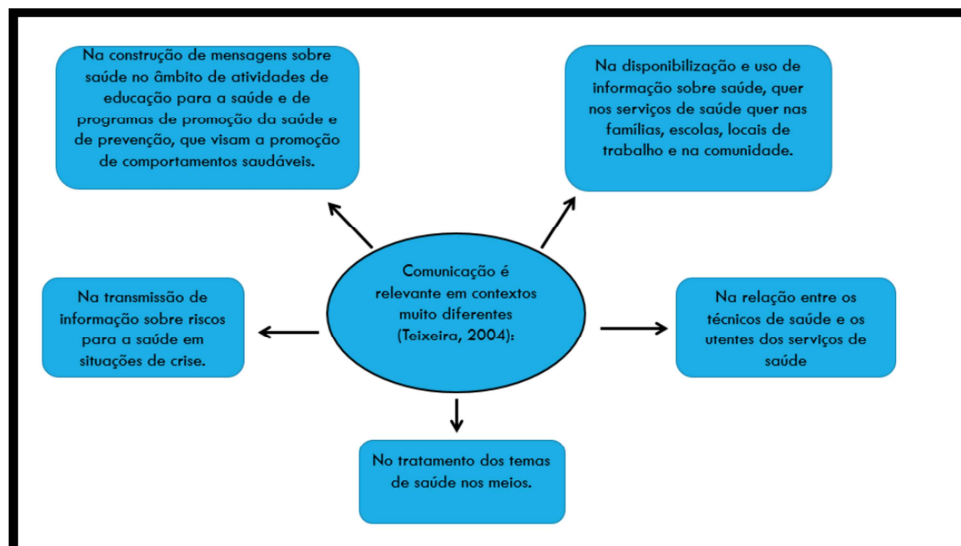 Na construção de mensagens sobre
saúde no âmbito de atividades de
educação para a saúde e de
programas de promoção da saúde e
de prevenção, que visam a promoção
de comportamentos saudáveis.
Na disponibilização e uso de
informação sobre saúde, quer
nos serviços de saúde quer nas
famílias, escolas, locais de
trabalho e na comunidade.
Comunicação é
relevante em contextos
muito diferentes
(Teixeira, 2004):
Na transmissão de
informação sobre riscos
para a saúde em
situações de crise.
Na relação entre os
técnicos de saúde e os
utentes dos serviços de
saúde
No tratamento dos temas
de saúde nos meios.